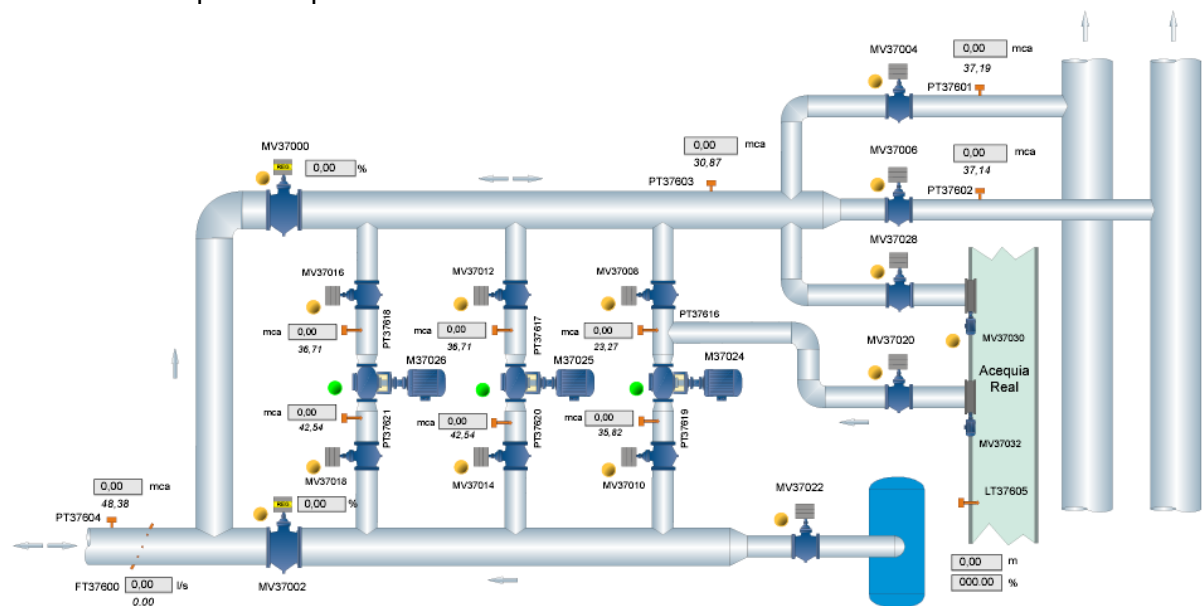 MV37004
0,00 mca
37,19
PT37601
MV37000
REG
0,00 %
0,00 mca
30,87
PT37603
MV37006
0,00 mca
37,14
PT37602
MV37028
MV37016
MV37012
MV37008
PT37618
PT37617
PT37616
mca 0,00
36,71
mca 0,00
36,71
mca 0,00
23,27
MV37020
MV37030
M37026
M37025
M37024
Acequia
Real
mca 0,00
42,54
mca 0,00
42,54
mca 0,00
35,82
PT37621
PT37620
PT37619
MV37032
MV37018
MV37014
MV37010
MV37022
LT37605
0,00 mca
48,38
PT37604
REG
0,00 %
FT37600 0,00 l/s
0.00
MV37002
0,00 m
000.00 %